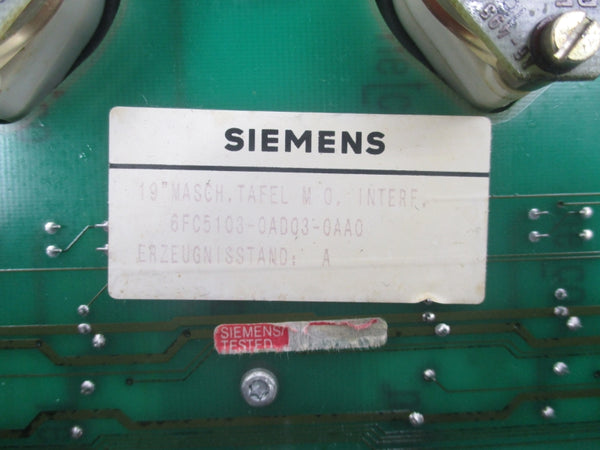 SIEMENS
19"MASCH.TAFEL M O. INTERF.
6FC5103-0AD03-0AA0
ERZEUGNISSTAND: A
SIEMENS/
TESTED